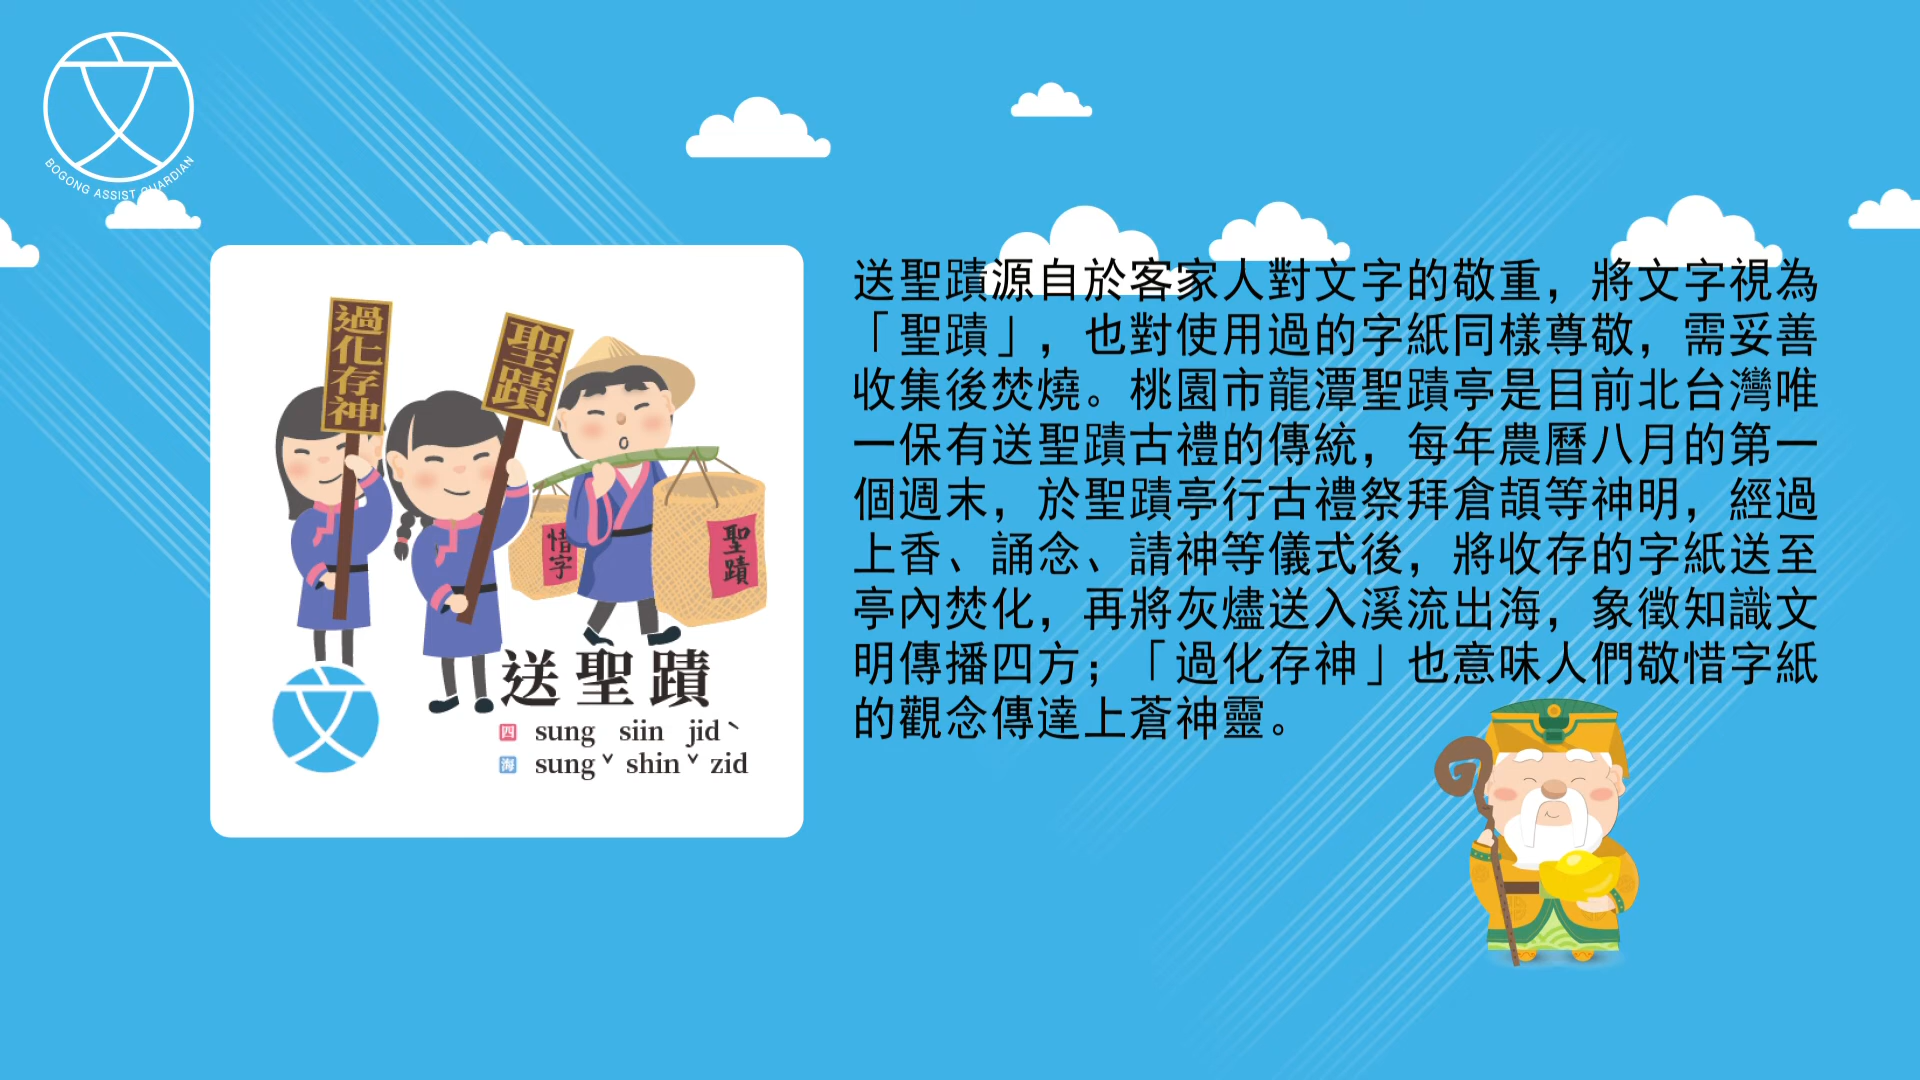 文
BOGONG ASSIST GUARDIAN
過化存神
聖蹟
惜字
聖蹟
文
送聖蹟
四 sung siin jidˋ
海 sungˇ shinˇ zid
送聖蹟源自於客家人對文字的敬重，將文字視為
「聖蹟」，也對使用過的字紙同樣尊敬，需妥善
收集後焚燒。桃園市龍潭聖蹟亭是目前北台灣唯
一保有送聖蹟古禮的傳統，每年農曆八月的第一
個週末，於聖蹟亭行古禮祭拜倉頡等神明，經過
上香、誦念、請神等儀式後，將收存的字紙送至
亭內焚化，再將灰燼送入溪流出海，象徵知識文
明傳播四方；「過化存神」也意味人們敬惜字紙
的觀念傳達上蒼神靈。